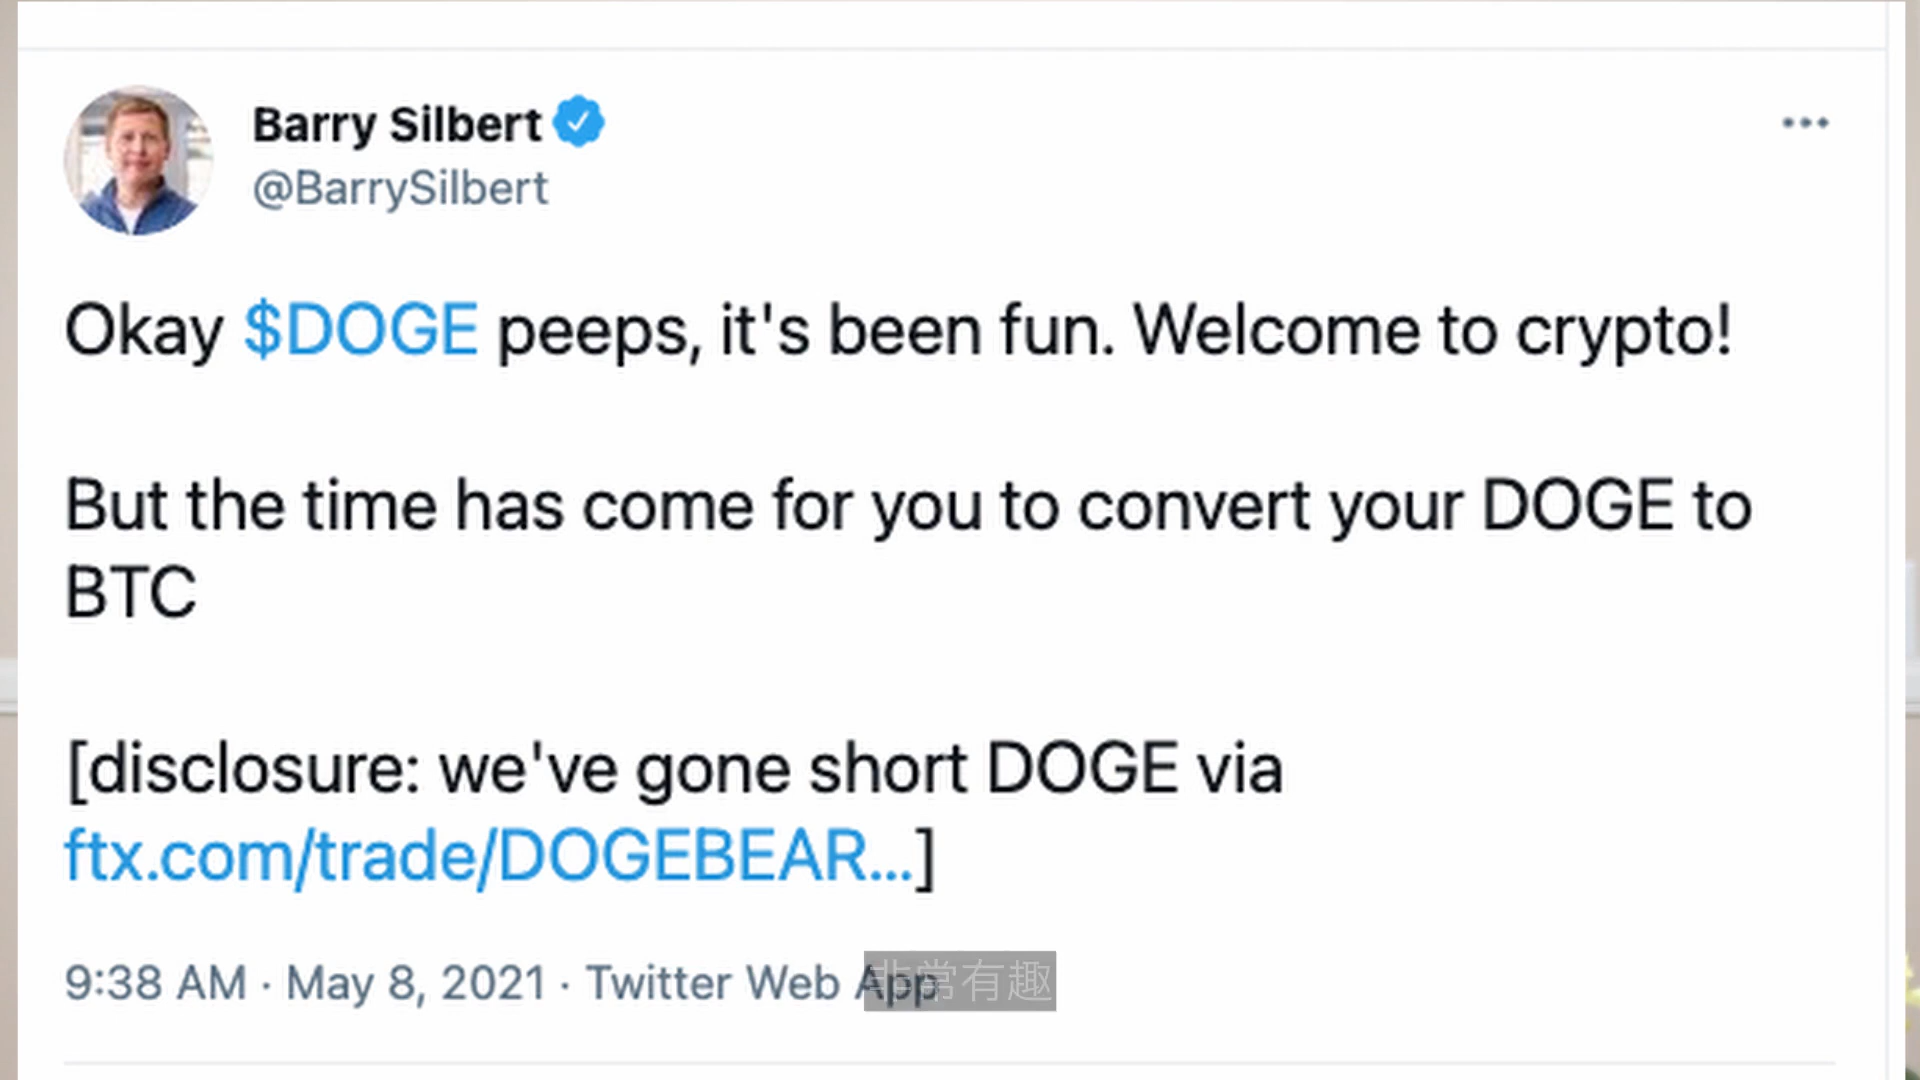 Barry Silbert
@BarrySilbert
Okay $DOGE peeps, it's been fun. Welcome to crypto!
But the time has come for you to convert your DOGE to
BTC
[disclosure: we've gone short DOGE via
ftx.com/trade/DOGEBEAR...]
9:38 AM · May 8, 2021 · Twitter Web App
非常有趣